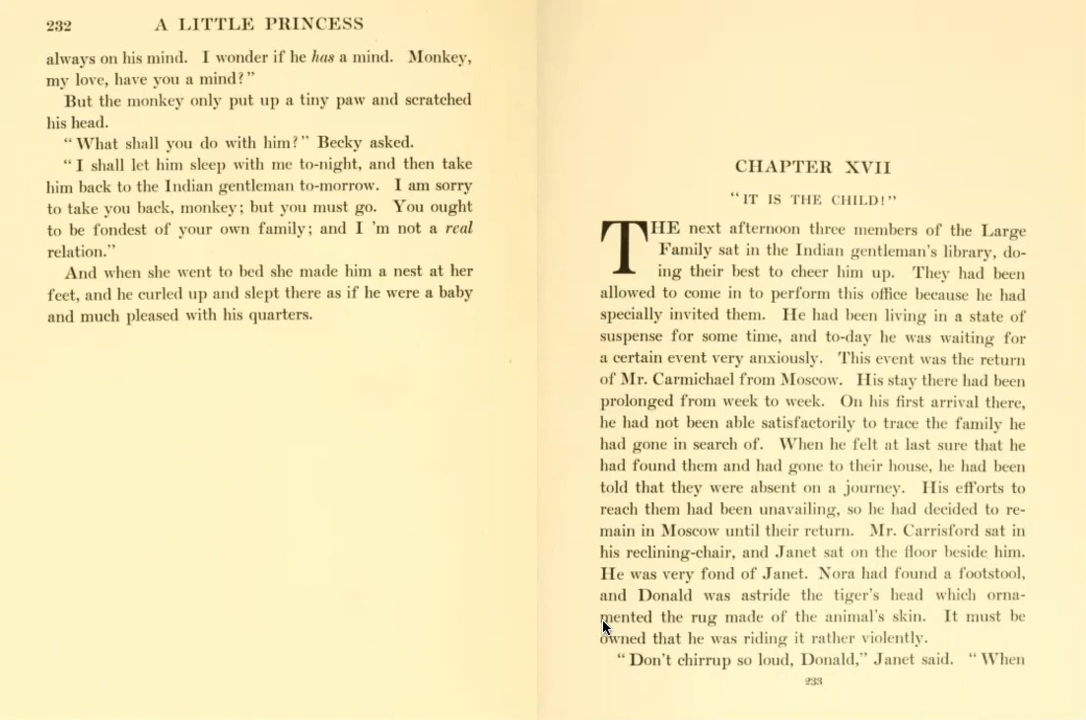 232 A LITTLE PRINCESS
always on his mind. I wonder if he has a mind. Monkey,
my love, have you a mind?"
But the monkey only put up a tiny paw and scratched
his head.
"What shall you do with him?" Becky asked.
"I shall let him sleep with me to-night, and then take
him back to the Indian gentleman to-morrow. I am sorry
to take you back, monkey; but you must go. You ought
to be fondest of your own family; and I 'm not a real
relation."
And when she went to bed she made him a nest at her
feet, and he curled up and slept there as if he were a baby
and much pleased with his quarters.
CHAPTER XVII
"IT IS THE CHILD!"
THE next afternoon three members of the Large
Family sat in the Indian gentleman's library, do-
ing their best to cheer him up. They had been
allowed to come in to perform this office because he had
specially invited them. He had been living in a state of
suspense for some time, and to-day he was waiting for
a certain event very anxiously. This event was the return
of Mr. Carmichael from Moscow. His stay there had been
prolonged from week to week. On his first arrival there,
he had not been able satisfactorily to trace the family he
had gone in search of. When he felt at last sure that he
had found them and had gone to their house, he had been
told that they were absent on a journey. His efforts to
reach them had been unavailing, so he had decided to re-
main in Moscow until their return. Mr. Carrisford sat in
his reclining-chair, and Janet sat on the floor beside him.
He was very fond of Janet. Nora had found a footstool,
and Donald was astride the tiger's head which orna-
mented the rug made of the animal's skin. It must be
owned that he was riding it rather violently.
"Don't chirrup so loud, Donald," Janet said. "When
233